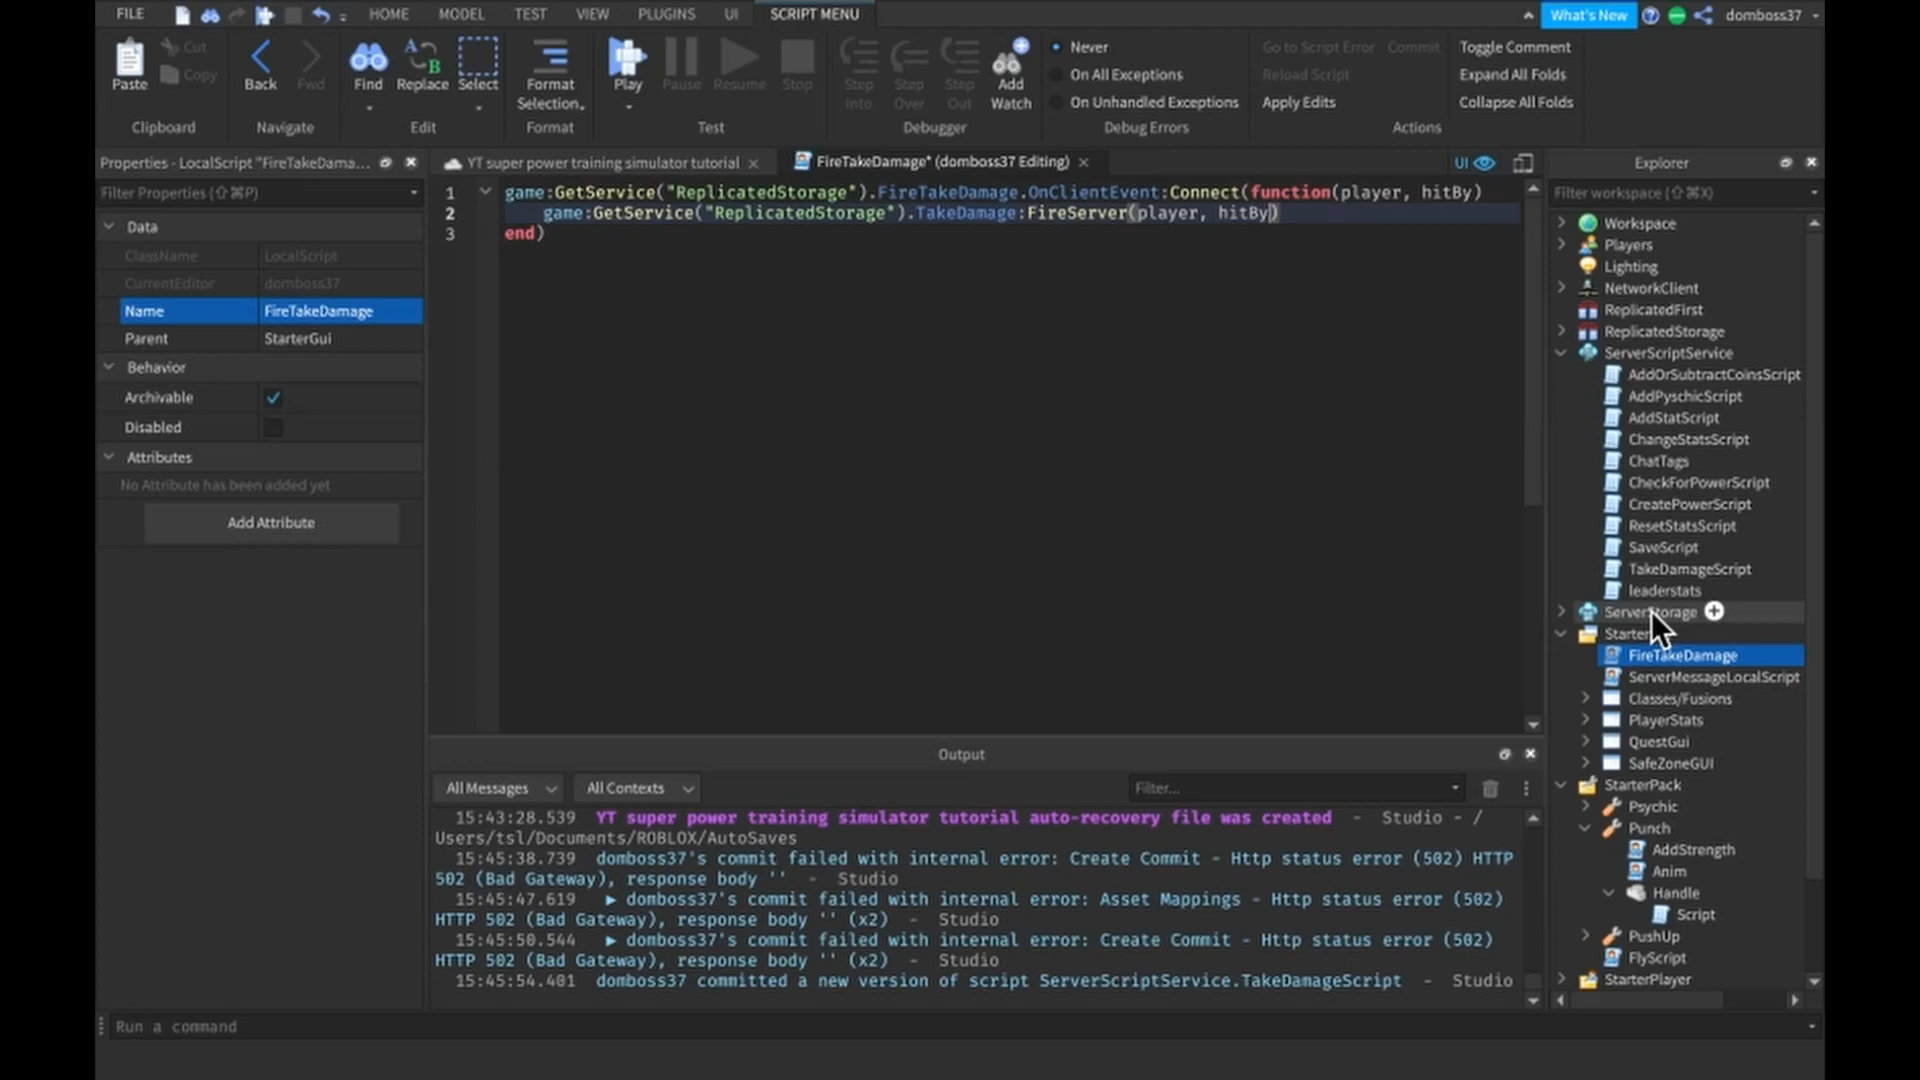 FILE HOME MODEL TEST VIEW PLUGINS UI SCRIPT MENU What's New domboss37
Paste Cut Copy Back Fwd Find Replace Select Format Selection Play Pause Resume Stop Step Into Step Over Step Out Add Watch
Never Go to Script Error Commit Toggle Comment
On All Exceptions Reload Script Expand All Folds
On Unhandled Exceptions Apply Edits Collapse All Folds
Clipboard Navigate Edit Format Test Debugger Debug Errors Actions
Properties - LocalScript "FireTakeDama...
Filter Properties (⇧⌘P)
Data
ClassName LocalScript
CurrentEditor domboss37
Name FireTakeDamage
Parent StarterGui
Behavior
Archivable
Disabled
Attributes
No Attribute has been added yet
Add Attribute
YT super power training simulator tutorial FireTakeDamage* (domboss37 Editing) UI
1 game:GetService("ReplicatedStorage").FireTakeDamage.OnClientEvent:Connect(function(player, hitBy)
2 game:GetService("ReplicatedStorage").TakeDamage:FireServer(player, hitBy)
3 end)
Output
All Messages All Contexts Filter...
15:43:28.539 YT super power training simulator tutorial auto-recovery file was created - Studio - /
Users/tsl/Documents/ROBLOX/AutoSaves
15:45:38.739 domboss37's commit failed with internal error: Create Commit - Http status error (502) HTTP
502 (Bad Gateway), response body '' - Studio
15:45:47.619 ▶ domboss37's commit failed with internal error: Asset Mappings - Http status error (502)
HTTP 502 (Bad Gateway), response body '' (x2) - Studio
15:45:50.544 ▶ domboss37's commit failed with internal error: Create Commit - Http status error (502)
HTTP 502 (Bad Gateway), response body '' (x2) - Studio
15:45:54.401 domboss37 committed a new version of script ServerScriptService.TakeDamageScript - Studio
Explorer
Filter workspace (⇧⌘X)
Workspace
Players
Lighting
NetworkClient
ReplicatedFirst
ReplicatedStorage
ServerScriptService
AddOrSubtractCoinsScript
AddPyschicScript
AddStatScript
ChangeStatsScript
ChatTags
CheckForPowerScript
CreatePowerScript
ResetStatsScript
SaveScript
TakeDamageScript
leaderstats
ServerStorage
Starter
FireTakeDamage
ServerMessageLocalScript
Classes/Fusions
PlayerStats
QuestGui
SafeZoneGUI
StarterPack
Psychic
Punch
AddStrength
Anim
Handle
Script
PushUp
FlyScript
StarterPlayer
Run a command